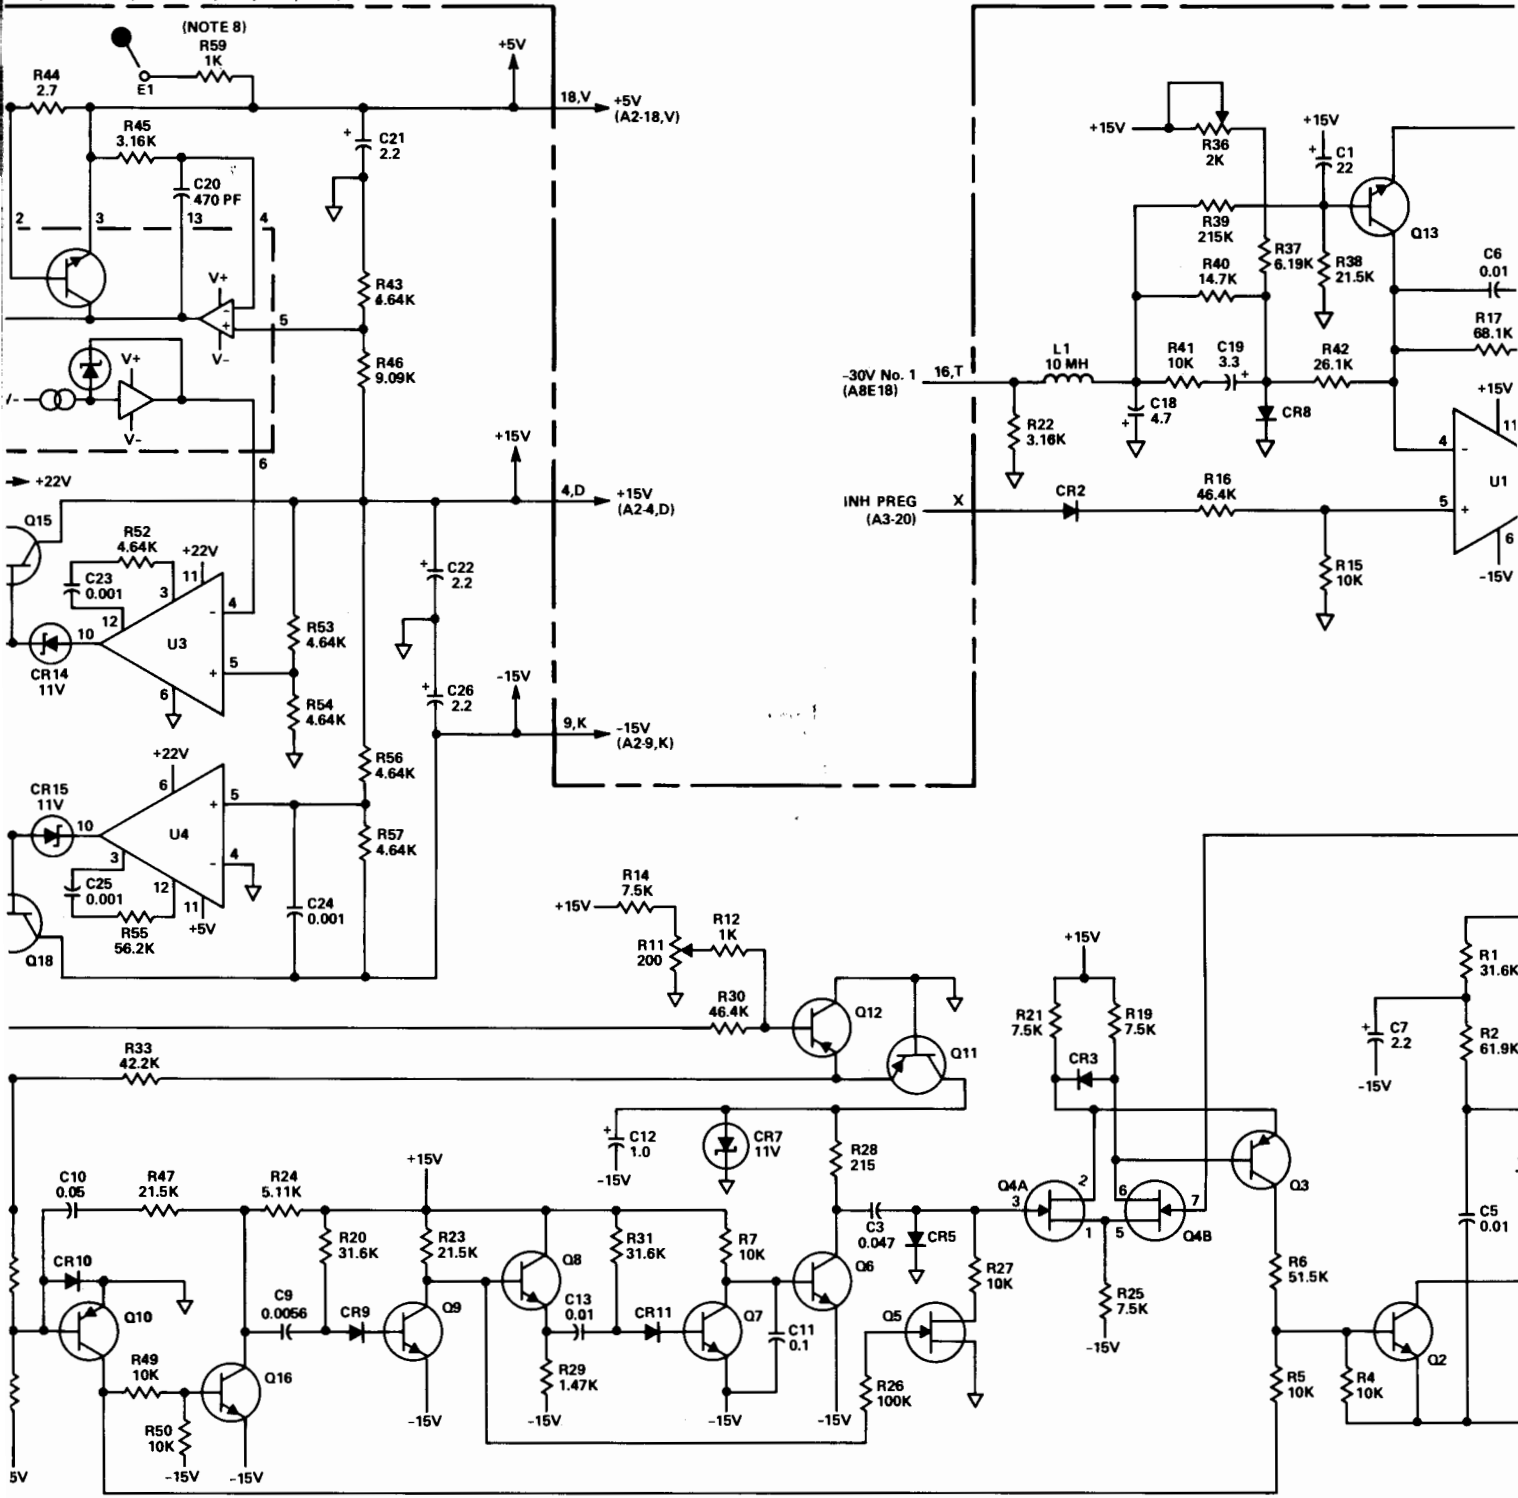 (NOTE 8)
R59
1K
E1
R44
2.7
+5V
18,V
+5V
(A2-18,V)
R45
3.16K
C20
470 PF
+
C21
2.2
2
3
13
4
V+
-
+
V-
5
R43
4.64K
R46
9.09K
V+
V-
V-
6
+22V
+15V
4,D
+15V
(A2-4,D)
Q15
R52
4.64K
C23
0.001
+22V
11
3
12
10
4
-
U3
5
+
6
CR14
11V
R53
4.64K
R54
4.64K
+
C22
2.2
+
C26
2.2
-15V
9,K
-15V
(A2-9,K)
+22V
6
CR15
11V
10
+
5
U4
-
4
3
12
11
+5V
C25
0.001
R55
56.2K
Q18
C24
0.001
R56
4.64K
R57
4.64K
+15V
R36
2K
+15V
+
C1
22
Q13
R39
215K
R37
6.19K
R38
21.5K
R40
14.7K
C6
0.01
R17
68.1K
-30V No. 1
(A8E18)
16,T
L1
10 MH
R41
10K
C19
3.3
+
R42
26.1K
R22
3.16K
C18
4.7
+
CR8
+15V
11
4
-
U1
5
+
6
-15V
INH PREG
(A3-20)
X
CR2
R16
46.4K
R15
10K
R14
7.5K
+15V
R11
200
R12
1K
R30
46.4K
Q12
Q11
R33
42.2K
+
C12
1.0
-15V
CR7
11V
R28
215
+15V
R21
7.5K
R19
7.5K
CR3
Q3
R1
31.6K
+
C7
2.2
-15V
R2
61.9K
C5
0.01
C10
0.05
R47
21.5K
R24
5.11K
+15V
R20
31.6K
R23
21.5K
Q8
R31
31.6K
R7
10K
Q6
C3
0.047
CR5
Q4A
3
2
1
6
5
7
Q4B
R27
10K
R25
7.5K
-15V
R6
51.5K
CR10
Q10
C9
0.0056
CR9
Q9
C13
0.01
CR11
Q7
C11
0.1
Q5
R49
10K
Q16
R50
10K
-15V
-15V
-15V
R29
1.47K
-15V
-15V
-15V
R26
100K
R5
10K
R4
10K
Q2
5V